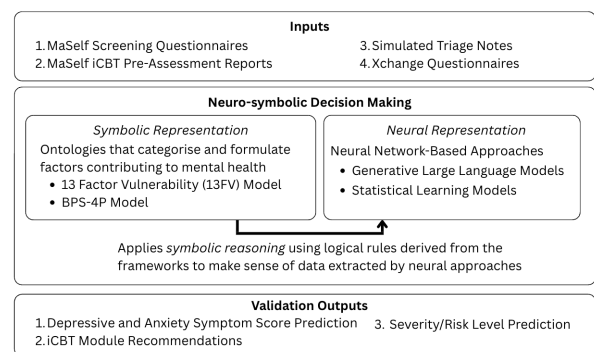 Inputs
1. MaSelf Screening Questionnaires
2. MaSelf iCBT Pre-Assessment Reports
3. Simulated Triage Notes
4. Xchange Questionnaires
Neuro-symbolic Decision Making
Symbolic Representation
Ontologies that categorise and formulate
factors contributing to mental health
• 13 Factor Vulnerability (13FV) Model
• BPS-4P Model
Neural Representation
Neural Network-Based Approaches
• Generative Large Language Models
• Statistical Learning Models
Applies symbolic reasoning using logical rules derived from the
frameworks to make sense of data extracted by neural approaches
Validation Outputs
1. Depressive and Anxiety Symptom Score Prediction
2. iCBT Module Recommendations
3. Severity/Risk Level Prediction